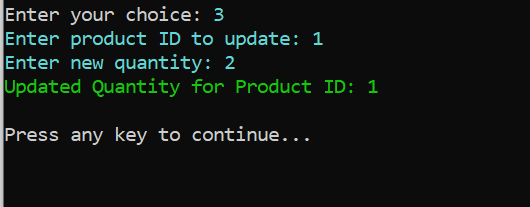 Enter your choice: 3
Enter product ID to update: 1
Enter new quantity: 2
Updated Quantity for Product ID: 1
Press any key to continue...